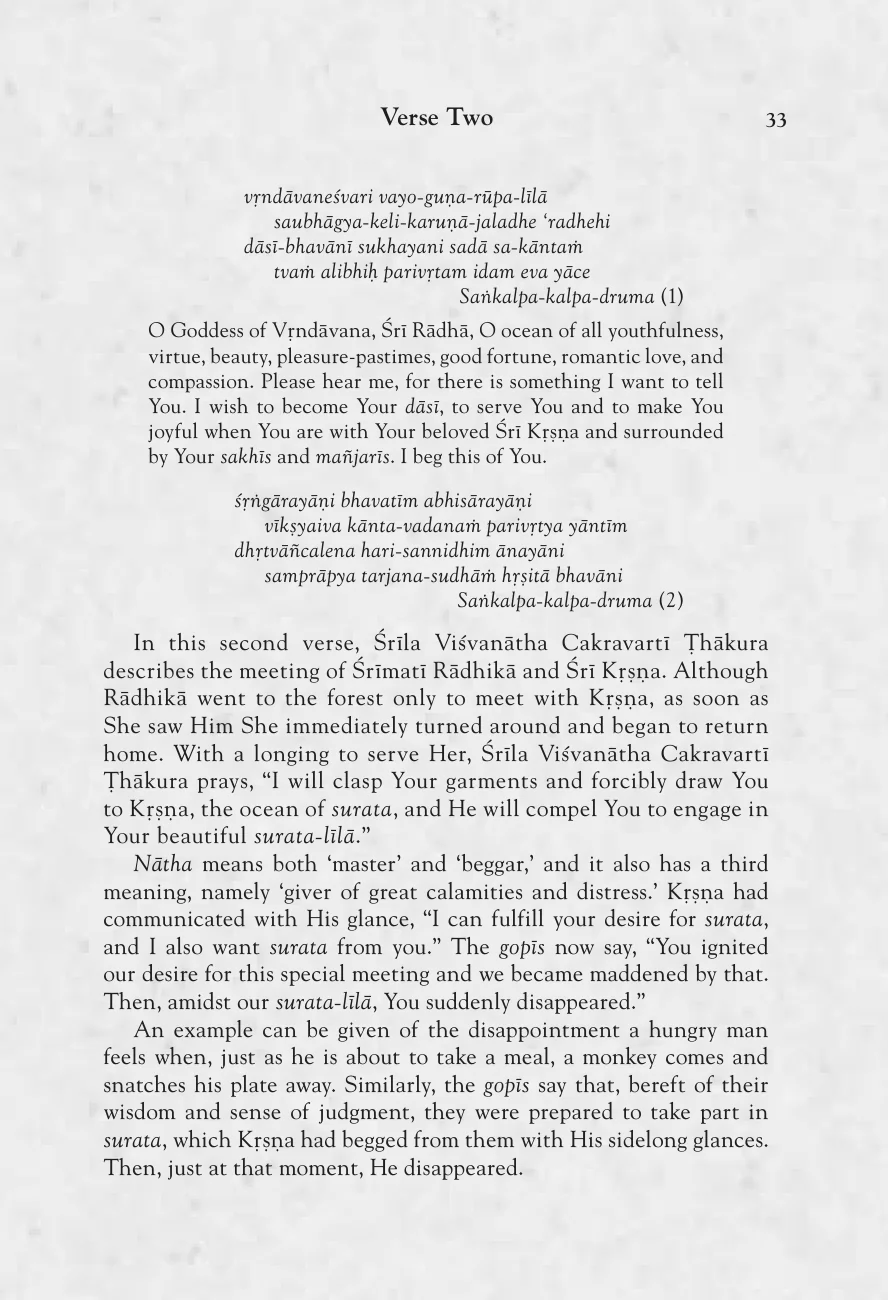 Verse Two 33
vṛndāvaneśvari vayo-guṇa-rūpa-līlā
saubhāgya-keli-karuṇā-jaladhe ‘radhehi
dāsī-bhavānī sukhayani sadā sa-kāntaṁ
tvaṁ alibhiḥ parivṛtam idam eva yāce
Saṅkalpa-kalpa-druma (1)
O Goddess of Vṛndāvana, Śrī Rādhā, O ocean of all youthfulness,
virtue, beauty, pleasure-pastimes, good fortune, romantic love, and
compassion. Please hear me, for there is something I want to tell
You. I wish to become Your dāsī, to serve You and to make You
joyful when You are with Your beloved Śrī Kṛṣṇa and surrounded
by Your sakhīs and mañjarīs. I beg this of You.
śṛṅgārayāṇi bhavatīm abhisārayāṇi
vīkṣyaiva kānta-vadanaṁ parivṛtya yāntīm
dhṛtvāñcalena hari-sannidhim ānayāni
samprāpya tarjana-sudhāṁ hṛṣitā bhavāni
Saṅkalpa-kalpa-druma (2)
In this second verse, Śrīla Viśvanātha Cakravartī Ṭhākura
describes the meeting of Śrīmatī Rādhikā and Śrī Kṛṣṇa. Although
Rādhikā went to the forest only to meet with Kṛṣṇa, as soon as
She saw Him She immediately turned around and began to return
home. With a longing to serve Her, Śrīla Viśvanātha Cakravartī
Ṭhākura prays, “I will clasp Your garments and forcibly draw You
to Kṛṣṇa, the ocean of surata, and He will compel You to engage in
Your beautiful surata-līlā.”
Nātha means both ‘master’ and ‘beggar,’ and it also has a third
meaning, namely ‘giver of great calamities and distress.’ Kṛṣṇa had
communicated with His glance, “I can fulfill your desire for surata,
and I also want surata from you.” The gopīs now say, “You ignited
our desire for this special meeting and we became maddened by that.
Then, amidst our surata-līlā, You suddenly disappeared.”
An example can be given of the disappointment a hungry man
feels when, just as he is about to take a meal, a monkey comes and
snatches his plate away. Similarly, the gopīs say that, bereft of their
wisdom and sense of judgment, they were prepared to take part in
surata, which Kṛṣṇa had begged from them with His sidelong glances.
Then, just at that moment, He disappeared.